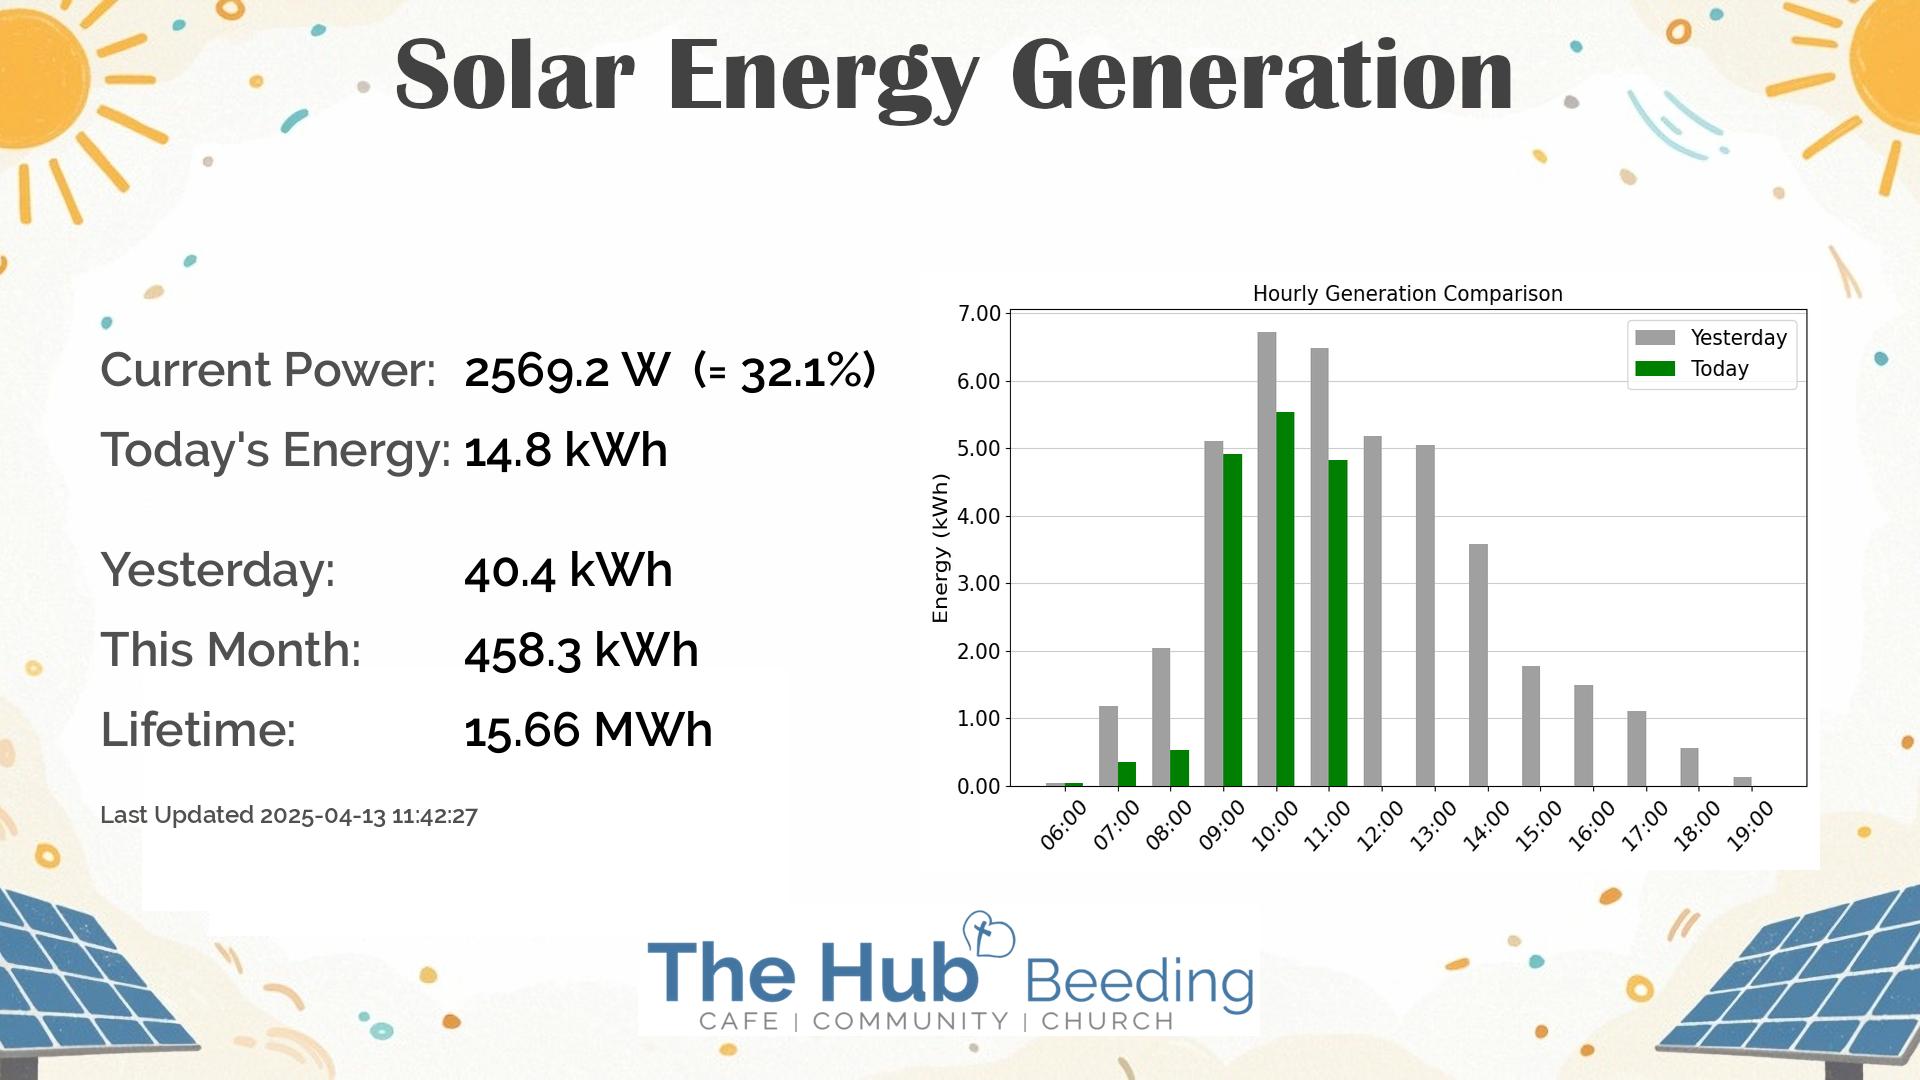 Solar Energy Generation
Current Power: 2569.2 W (= 32.1%)
Today's Energy: 14.8 kWh
Yesterday: 40.4 kWh
This Month: 458.3 kWh
Lifetime: 15.66 MWh
Last Updated 2025-04-13 11:42:27
Hourly Generation Comparison
Yesterday
Today
Energy (kWh)
7.00
6.00
5.00
4.00
3.00
2.00
1.00
0.00
06:00 07:00 08:00 09:00 10:00 11:00 12:00 13:00 14:00 15:00 16:00 17:00 18:00 19:00
The Hub Beeding
CAFE | COMMUNITY | CHURCH